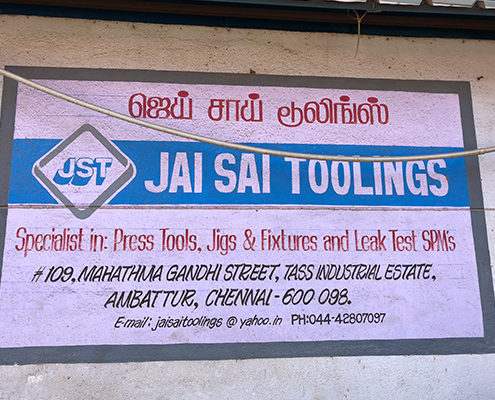 ஜெய் சாய் டூலிங்ஸ்
JST
JAI SAI TOOLINGS
Specialist in: Press Tools, Jigs & Fixtures and Leak Test SPM's
#109, MAHATHMA GANDHI STREET, TASS INDUSTRIAL ESTATE,
AMBATTUR, CHENNAI - 600 098.
E-mail: jaisaitoolings @ yahoo.in PH:044-42807097